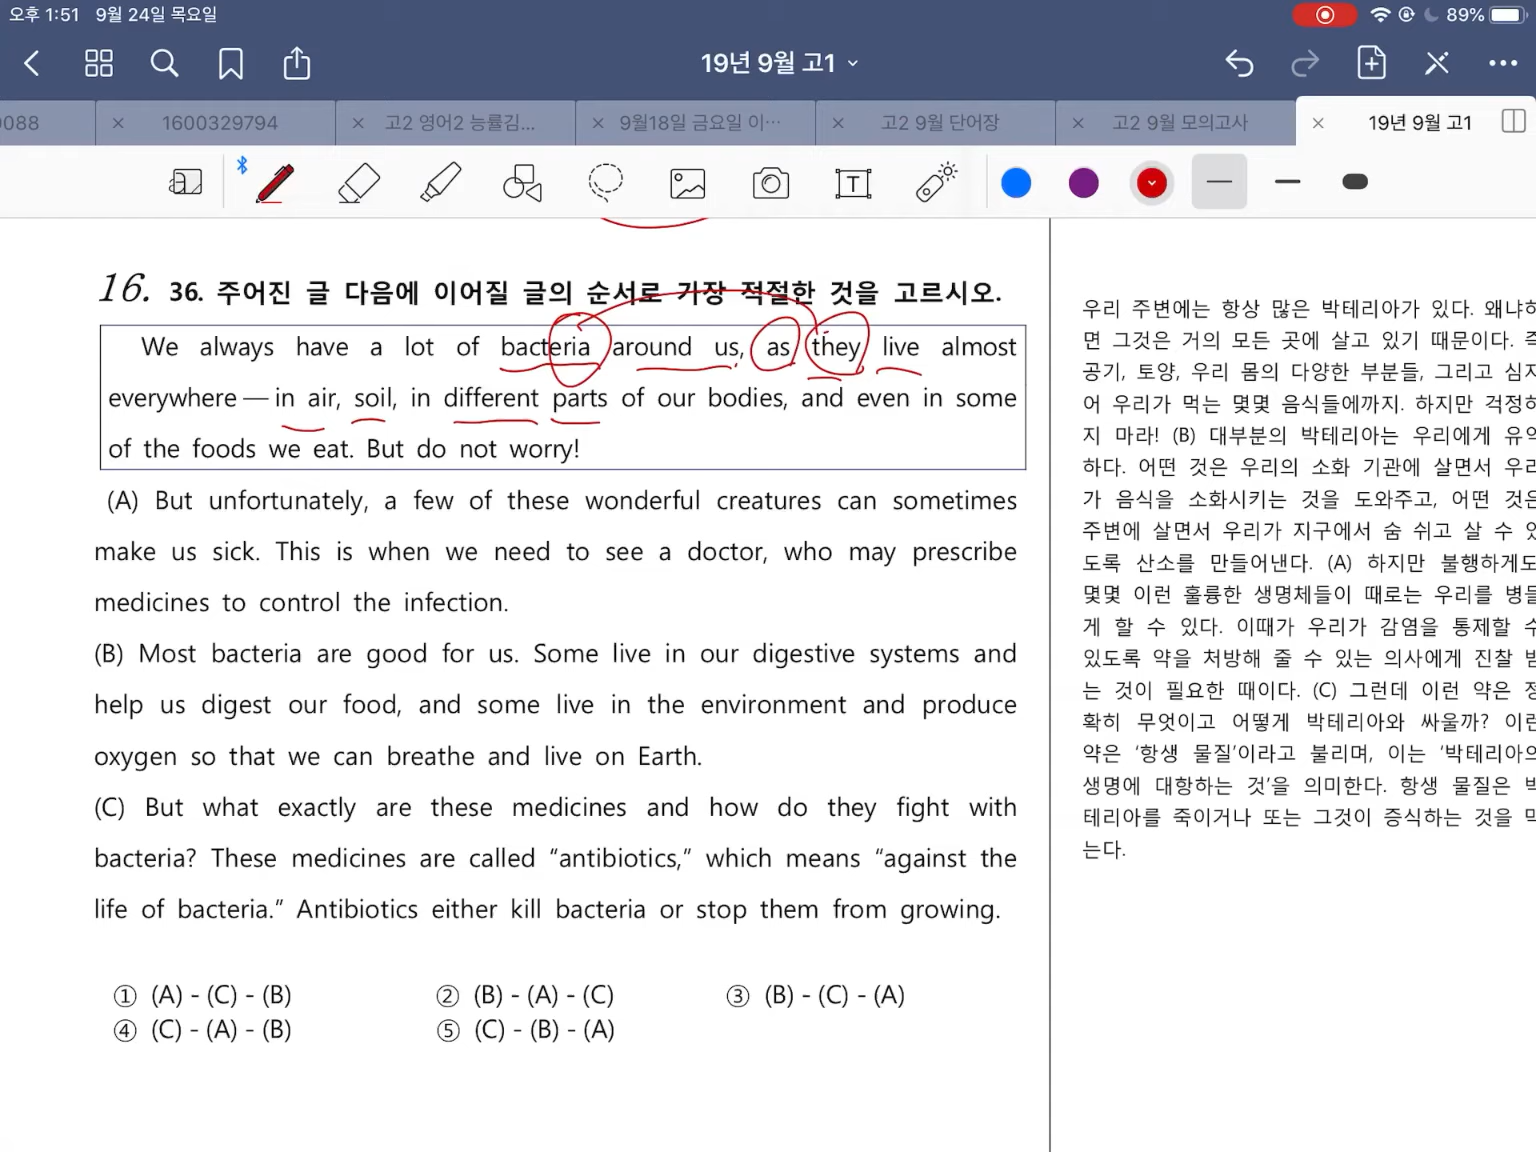 오후 1:51 9월 24일 목요일
89%
19년 9월 고1
0088
1600329794
고2 영어2 능률김...
9월18일 금요일 이...
고2 9월 단어장
고2 9월 모의고사
19년 9월 고1
16. 36. 주어진 글 다음에 이어질 글의 순서로 가장 적절한 것을 고르시오.
We always have a lot of bacteria around us, as they live almost
everywhere — in air, soil, in different parts of our bodies, and even in some
of the foods we eat. But do not worry!
(A) But unfortunately, a few of these wonderful creatures can sometimes
make us sick. This is when we need to see a doctor, who may prescribe
medicines to control the infection.
(B) Most bacteria are good for us. Some live in our digestive systems and
help us digest our food, and some live in the environment and produce
oxygen so that we can breathe and live on Earth.
(C) But what exactly are these medicines and how do they fight with
bacteria? These medicines are called “antibiotics,” which means “against the
life of bacteria.” Antibiotics either kill bacteria or stop them from growing.
① (A) - (C) - (B) ② (B) - (A) - (C) ③ (B) - (C) - (A)
④ (C) - (A) - (B) ⑤ (C) - (B) - (A)
우리 주변에는 항상 많은 박테리아가 있다. 왜냐하
면 그것은 거의 모든 곳에 살고 있기 때문이다. 즉
공기, 토양, 우리 몸의 다양한 부분들, 그리고 심지
어 우리가 먹는 몇몇 음식들에까지. 하지만 걱정하
지 마라! (B) 대부분의 박테리아는 우리에게 유익
하다. 어떤 것은 우리의 소화 기관에 살면서 우리
가 음식을 소화시키는 것을 도와주고, 어떤 것은
주변에 살면서 우리가 지구에서 숨 쉬고 살 수 있
도록 산소를 만들어낸다. (A) 하지만 불행하게도
몇몇 이런 훌륭한 생명체들이 때로는 우리를 병들
게 할 수 있다. 이때가 우리가 감염을 통제할 수
있도록 약을 처방해 줄 수 있는 의사에게 진찰 받
는 것이 필요한 때이다. (C) 그런데 이런 약은 정
확히 무엇이고 어떻게 박테리아와 싸울까? 이런
약은 ‘항생 물질’이라고 불리며, 이는 ‘박테리아의
생명에 대항하는 것’을 의미한다. 항생 물질은 박
테리아를 죽이거나 또는 그것이 증식하는 것을 막
는다.